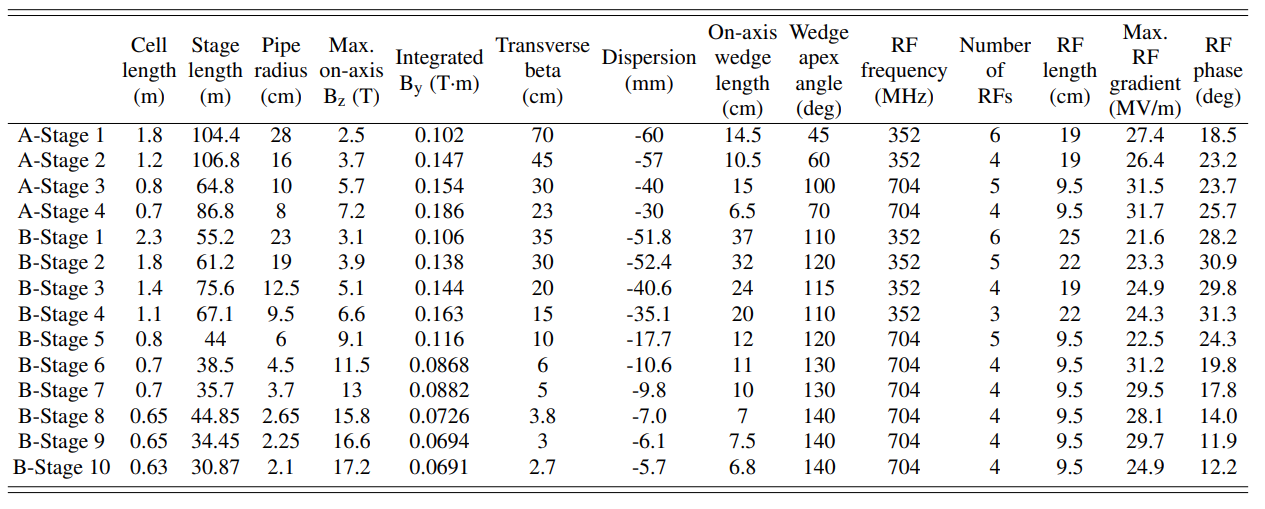 Cell length (m) Stage length (m) Pipe radius (cm) Max. on-axis B_z (T) Integrated B_y (T·m) Transverse beta (cm) Dispersion (mm) On-axis wedge length (cm) Wedge apex angle (deg) RF frequency (MHz) Number of RFs RF length (cm) Max. RF gradient (MV/m) RF phase (deg)
A-Stage 1 1.8 104.4 28 2.5 0.102 70 -60 14.5 45 352 6 19 27.4 18.5
A-Stage 2 1.2 106.8 16 3.7 0.147 45 -57 10.5 60 352 4 19 26.4 23.2
A-Stage 3 0.8 64.8 10 5.7 0.154 30 -40 15 100 704 5 9.5 31.5 23.7
A-Stage 4 0.7 86.8 8 7.2 0.186 23 -30 6.5 70 704 4 9.5 31.7 25.7
B-Stage 1 2.3 55.2 23 3.1 0.106 35 -51.8 37 110 352 6 25 21.6 28.2
B-Stage 2 1.8 61.2 19 3.9 0.138 30 -52.4 32 120 352 5 22 23.3 30.9
B-Stage 3 1.4 75.6 12.5 5.1 0.144 20 -40.6 24 115 352 4 19 24.9 29.8
B-Stage 4 1.1 67.1 9.5 6.6 0.163 15 -35.1 20 110 352 3 22 24.3 31.3
B-Stage 5 0.8 44 6 9.1 0.116 10 -17.7 12 120 704 5 9.5 22.5 24.3
B-Stage 6 0.7 38.5 4.5 11.5 0.0868 6 -10.6 11 130 704 4 9.5 31.2 19.8
B-Stage 7 0.7 35.7 3.7 13 0.0882 5 -9.8 10 130 704 4 9.5 29.5 17.8
B-Stage 8 0.65 44.85 2.65 15.8 0.0726 3.8 -7.0 7 140 704 4 9.5 28.1 14.0
B-Stage 9 0.65 34.45 2.25 16.6 0.0694 3 -6.1 7.5 140 704 4 9.5 29.7 11.9
B-Stage 10 0.63 30.87 2.1 17.2 0.0691 2.7 -5.7 6.8 140 704 4 9.5 24.9 12.2